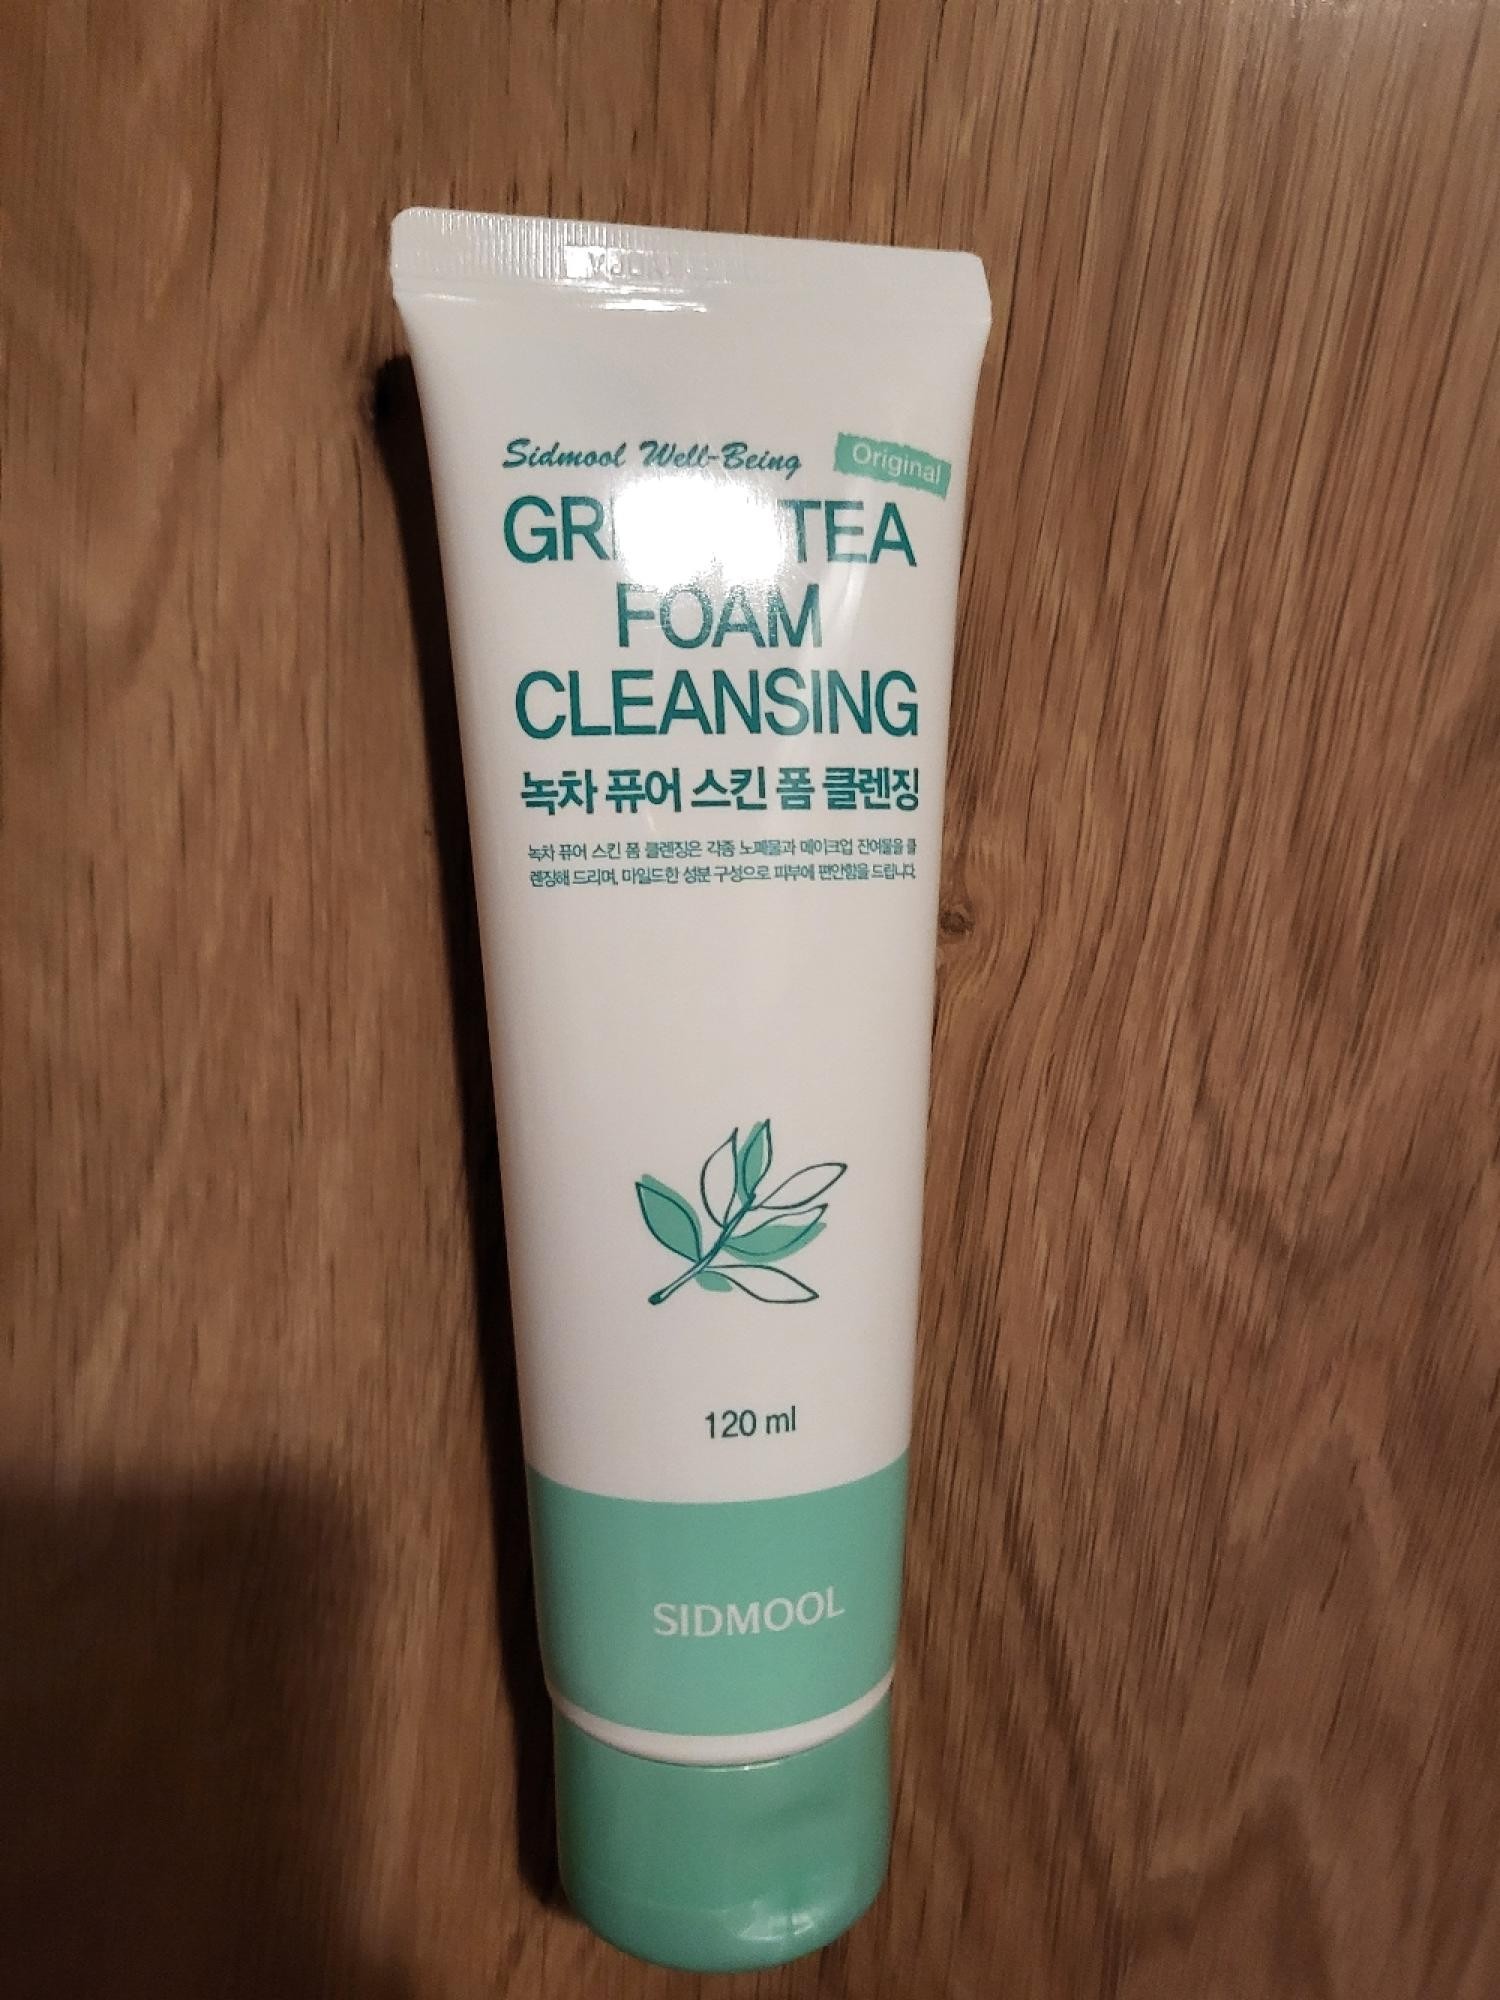 Sidmool Well-Being
Original
TEA
FOAM
CLEANSING
녹차 퓨어 스킨 폼 클렌징
녹차 퓨어 스킨 폼 클렌징은 각종 노폐물과 메이크업 잔여물을 클
렌징해 드리며, 마일드한 성분 구성으로 피부에 편안함을 드립니다.
120 ml
SIDMOOL